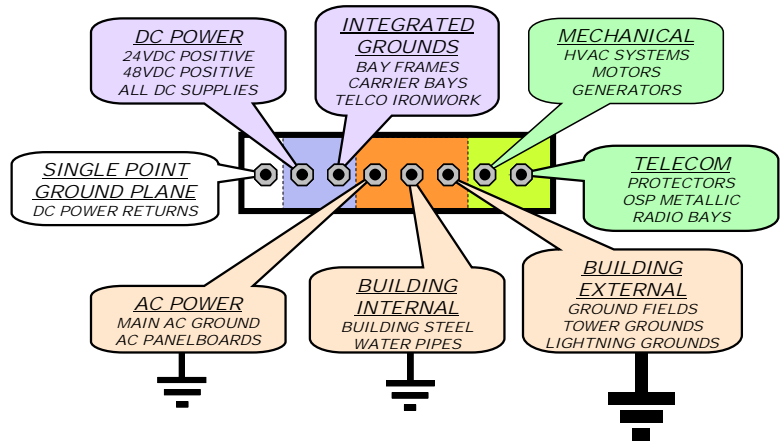 DC POWER
24VDC POSITIVE
48VDC POSITIVE
ALL DC SUPPLIES
INTEGRATED
GROUNDS
BAY FRAMES
CARRIER BAYS
TELCO IRONWORK
MECHANICAL
HVAC SYSTEMS
MOTORS
GENERATORS
SINGLE POINT
GROUND PLANE
DC POWER RETURNS
TELECOM
PROTECTORS
OSP METALLIC
RADIO BAYS
AC POWER
MAIN AC GROUND
AC PANELBOARDS
BUILDING
INTERNAL
BUILDING STEEL
WATER PIPES
BUILDING
EXTERNAL
GROUND FIELDS
TOWER GROUNDS
LIGHTNING GROUNDS